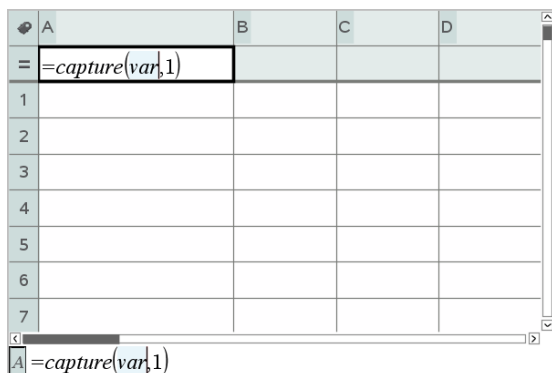 A B C D
= =capture(var,1)
1
2
3
4
5
6
7
A =capture(var,1)